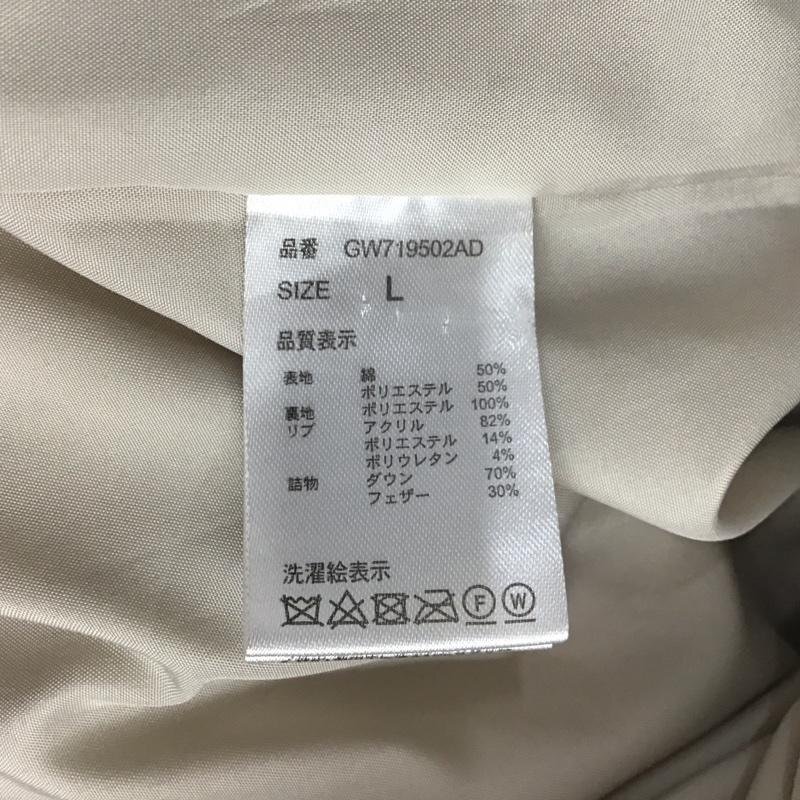 品番 GW719502AD
SIZE L
品質表示
表地 綿 50%
ポリエステル 50%
裏地 ポリエステル 100%
リブ アクリル 82%
ポリエステル 14%
ポリウレタン 4%
詰物 ダウン 70%
フェザー 30%
洗濯絵表示
F W